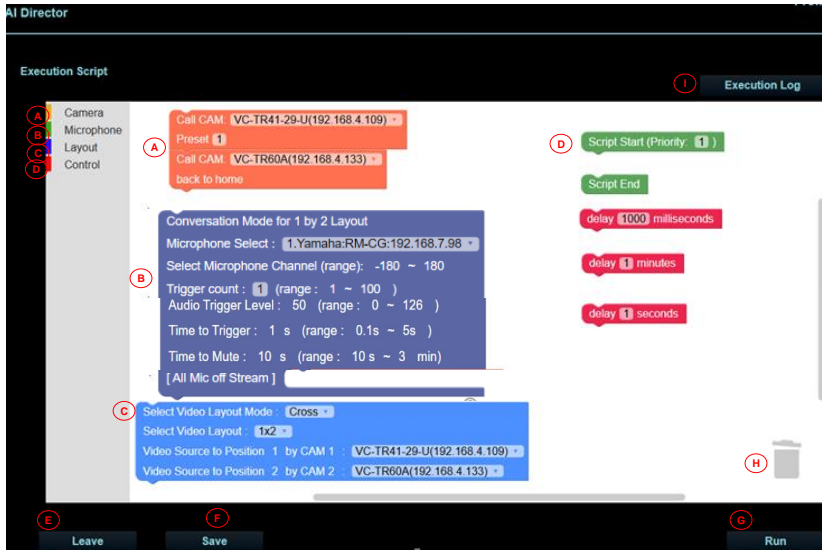 AI Director
Execution Script
I
Execution Log
A Camera
B Microphone
C Layout
D Control
A
Call CAM: VC-TR41-29-U(192.168.4.109)
Preset 1
Call CAM: VC-TR60A(192.168.4.133)
back to home
D
Script Start (Priority: 1 )
Script End
delay 1000 milliseconds
delay 1 minutes
delay 1 seconds
B
Conversation Mode for 1 by 2 Layout
Microphone Select : 1.Yamaha:RM-CG:192.168.7.98
Select Microphone Channel (range): -180 ~ 180
Trigger count : 1 (range : 1 ~ 100 )
Audio Trigger Level : 50 (range : 0 ~ 126 )
Time to Trigger : 1 s (range : 0.1s ~ 5s )
Time to Mute : 10 s (range : 10 s ~ 3 min)
[ All Mic off Stream ]
C
Select Video Layout Mode : Cross
Select Video Layout : 1x2
Video Source to Position 1 by CAM 1 : VC-TR41-29-U(192.168.4.109)
Video Source to Position 2 by CAM 2 : VC-TR60A(192.168.4.133)
H
E
Leave
F
Save
G
Run